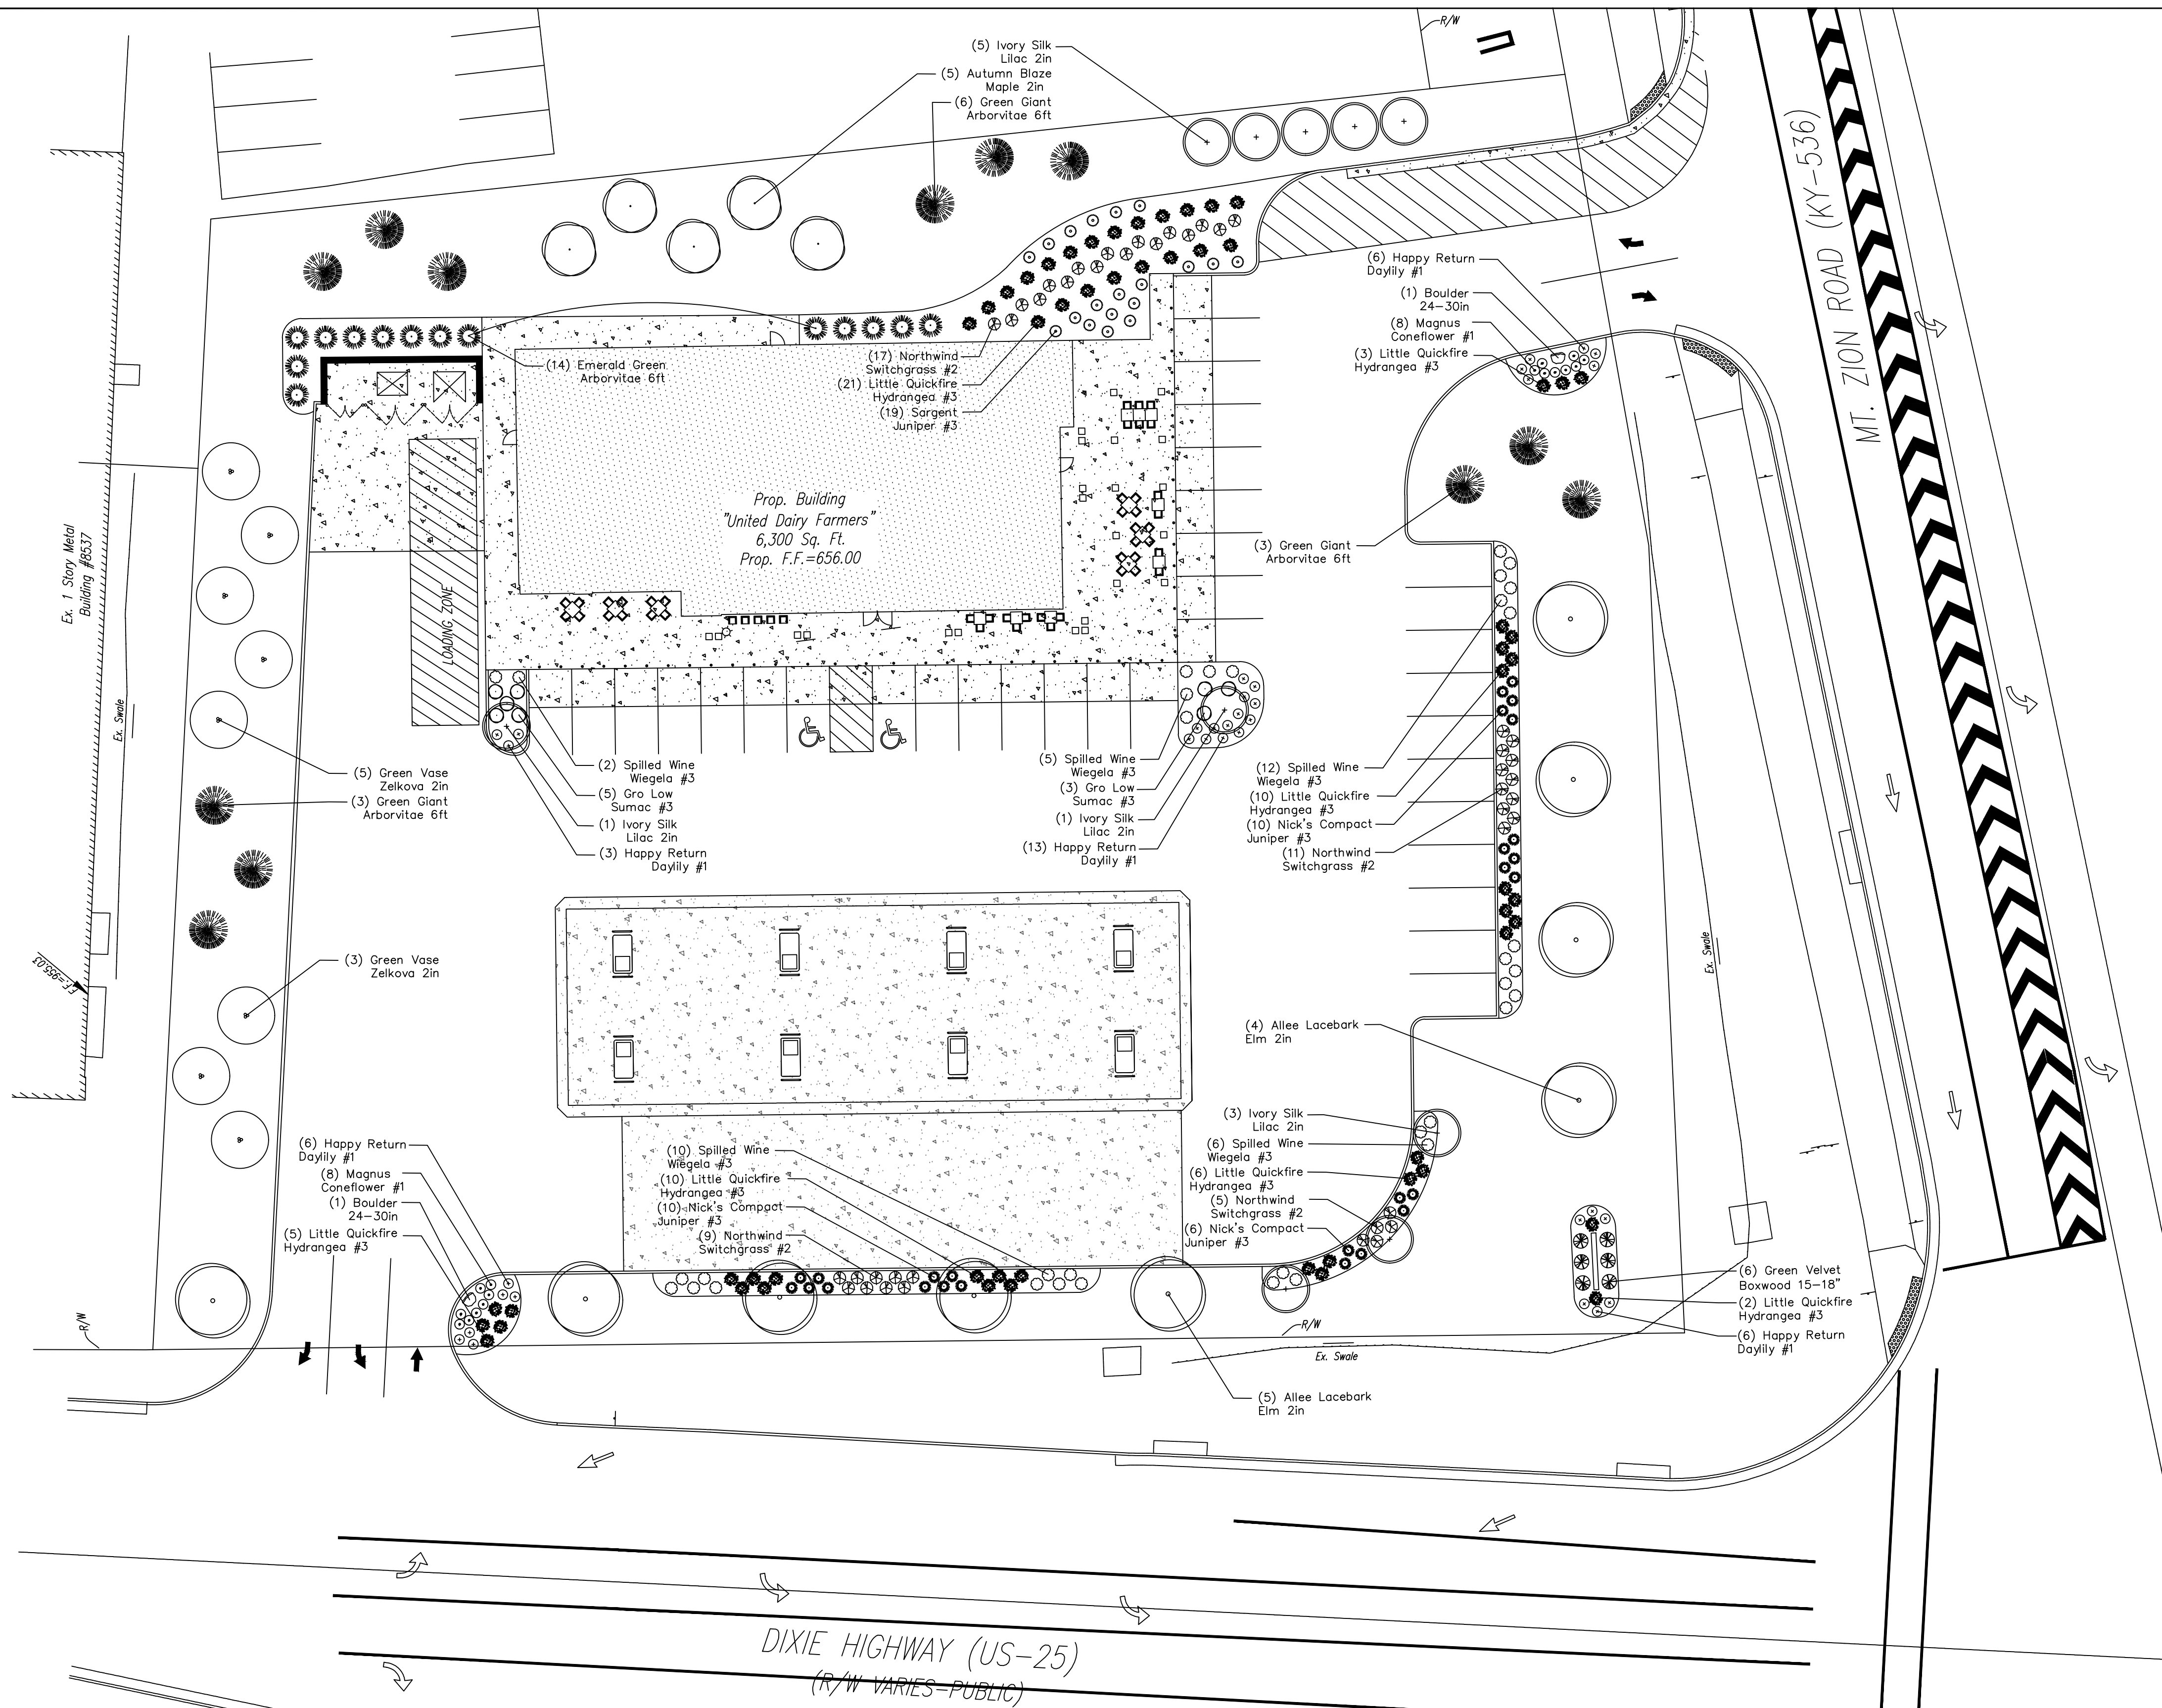 R/W
(5) Ivory Silk
Lilac 2in
(5) Autumn Blaze
Maple 2in
(6) Green Giant
Arborvitae 6ft
MT. ZION ROAD (KY-536)
(6) Happy Return
Daylily #1
(1) Boulder
24-30in
(8) Magnus
Coneflower #1
(3) Little Quickfire
Hydrangea #3
(17) Northwind
Switchgrass #2
(21) Little Quickfire
Hydrangea #3
(19) Sargent
Juniper #3
(14) Emerald Green
Arborvitae 6ft
Prop. Building
"United Dairy Farmers"
6,300 Sq. Ft.
Prop. F.F.=656.00
Ex. 1 Story Metal
Building #8537
LOADING ZONE
(3) Green Giant
Arborvitae 6ft
Ex. Swale
(5) Green Vase
Zelkova 2in
(3) Green Giant
Arborvitae 6ft
(2) Spilled Wine
Wiegela #3
(5) Gro Low
Sumac #3
(1) Ivory Silk
Lilac 2in
(3) Happy Return
Daylily #1
(5) Spilled Wine
Wiegela #3
(3) Gro Low
Sumac #3
(1) Ivory Silk
Lilac 2in
(13) Happy Return
Daylily #1
(12) Spilled Wine
Wiegela #3
(10) Little Quickfire
Hydrangea #3
(10) Nick's Compact
Juniper #3
(11) Northwind
Switchgrass #2
F.F.=955.03
(3) Green Vase
Zelkova 2in
Ex. Swale
(4) Allee Lacebark
Elm 2in
(3) Ivory Silk
Lilac 2in
(6) Spilled Wine
Wiegela #3
(6) Little Quickfire
Hydrangea #3
(5) Northwind
Switchgrass #2
(6) Nick's Compact
Juniper #3
(6) Happy Return
Daylily #1
(8) Magnus
Coneflower #1
(1) Boulder
24-30in
(5) Little Quickfire
Hydrangea #3
(10) Spilled Wine
Wiegela #3
(10) Little Quickfire
Hydrangea #3
(10) Nick's Compact
Juniper #3
(9) Northwind
Switchgrass #2
(6) Green Velvet
Boxwood 15-18"
(2) Little Quickfire
Hydrangea #3
(6) Happy Return
Daylily #1
R/W
R/W
Ex. Swale
(5) Allee Lacebark
Elm 2in
DIXIE HIGHWAY (US-25)
(R/W VARIES-PUBLIC)